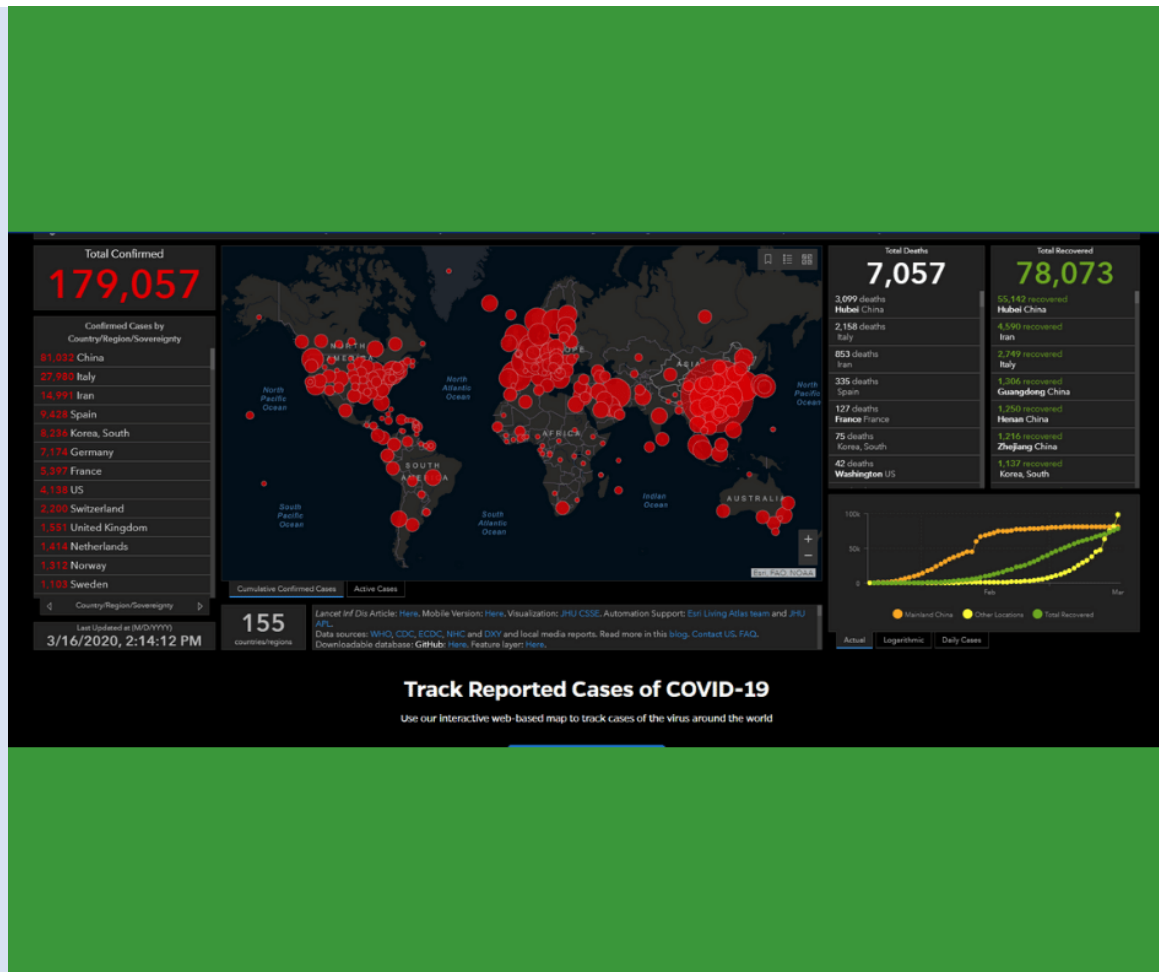 Total Confirmed
179,057
Confirmed Cases by
Country/Region/Sovereignty
81,032 China
27,980 Italy
14,991 Iran
9,428 Spain
8,236 Korea, South
7,174 Germany
5,397 France
4,138 US
2,200 Switzerland
1,551 United Kingdom
1,414 Netherlands
1,312 Norway
1,103 Sweden
Country/Region/Sovereignty
Last Updated at (M/D/YYYY)
3/16/2020, 2:14:12 PM
NORTH
AMERICA
North
Pacific
Ocean
North
Atlantic
Ocean
ASIA
North
Pacific
Ocean
AFRICA
SOUTH
AMERICA
South
Pacific
Ocean
South
Atlantic
Ocean
Indian
Ocean
AUSTRALIA
+
−
Esri, FAO, NOAA
Cumulative Confirmed Cases
Active Cases
155
countries/regions
Lancet Inf Dis Article: Here. Mobile Version: Here. Visualization: JHU CSSE. Automation Support: Esri Living Atlas team and JHU
APL.
Data sources: WHO, CDC, ECDC, NHC and DXY and local media reports. Read more in this blog. Contact US. FAQ.
Downloadable database: GitHub: Here. Feature layer: Here.
Total Deaths
7,057
3,099 deaths
Hubei China
2,158 deaths
Italy
853 deaths
Iran
335 deaths
Spain
127 deaths
France France
75 deaths
Korea, South
42 deaths
Washington US
Total Recovered
78,073
55,142 recovered
Hubei China
4,590 recovered
Iran
2,749 recovered
Italy
1,306 recovered
Guangdong China
1,250 recovered
Henan China
1,216 recovered
Zhejiang China
1,137 recovered
Korea, South
100k
50k
0
Feb
Mar
Mainland China
Other Locations
Total Recovered
Actual
Logarithmic
Daily Cases
Track Reported Cases of COVID-19
Use our interactive web-based map to track cases of the virus around the world